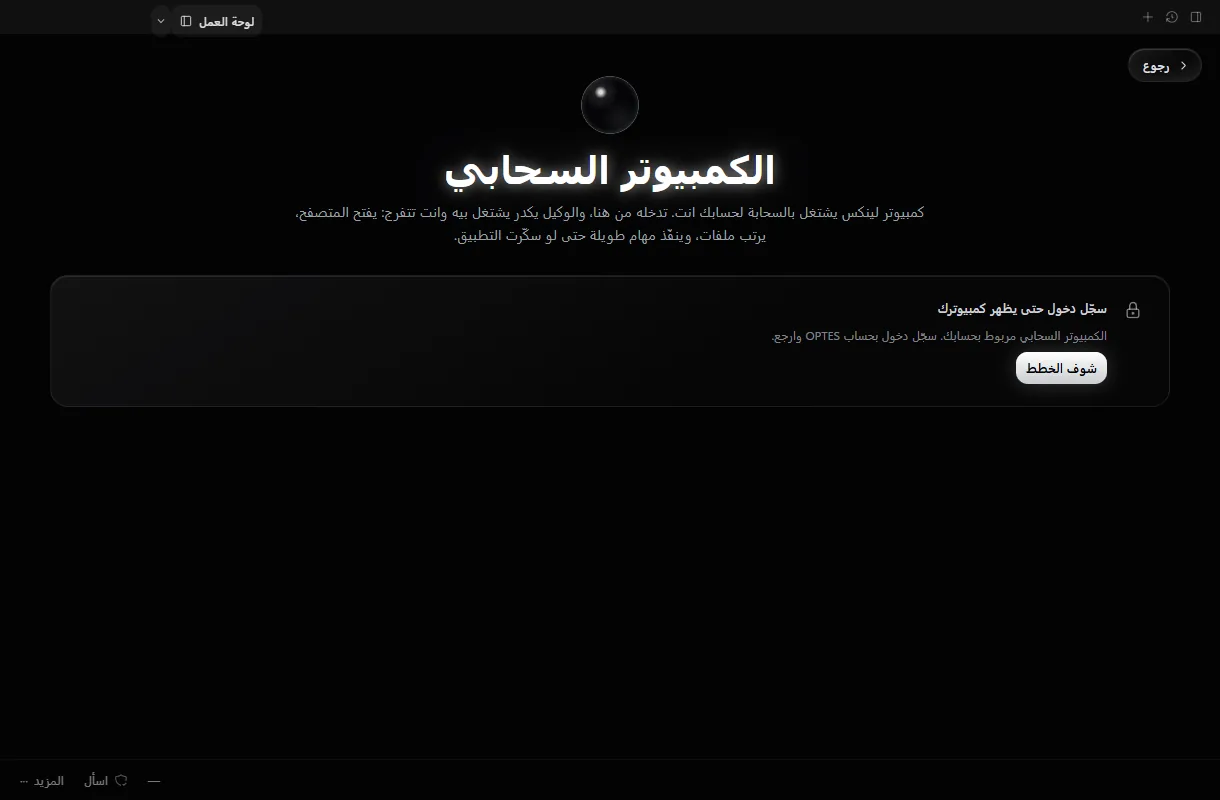 لوحة العمل
رجوع
الكمبيوتر السحابي
كمبيوتر لينكس يشتغل بالسحابة لحسابك انت. تدخله من هنا، والوكيل يكدر يشتغل بيه وانت تتفرج: يفتح المتصفح،
يرتب ملفات، وينفّذ مهام طويلة حتى لو سكّرت التطبيق.
سجّل دخول حتى يظهر كمبيوترك
الكمبيوتر السحابي مربوط بحسابك. سجّل دخول بحساب OPTES وارجع.
شوف الخطط
— اسأل المزيد ···